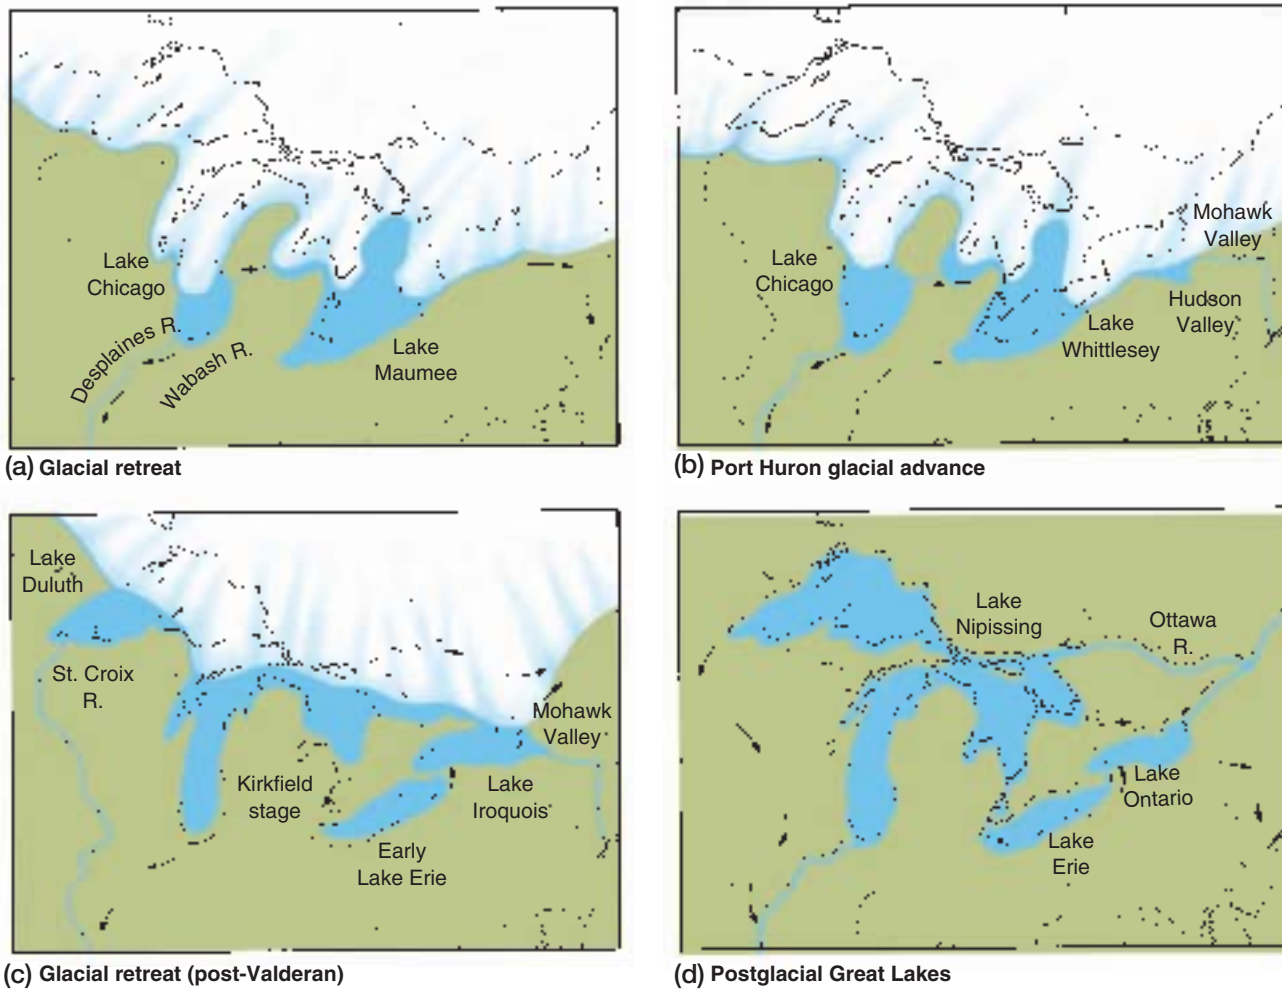 Lake
Chicago
Desplaines R.
Wabash R.
Lake
Maumee
(a) Glacial retreat
Lake
Chicago
Mohawk
Valley
Hudson
Valley
Lake
Whittlesey
(b) Port Huron glacial advance
Lake
Duluth
St. Croix
R.
Kirkfield
stage
Mohawk
Valley
Lake
Iroquois
Early
Lake Erie
(c) Glacial retreat (post-Valderan)
Lake
Nipissing
Ottawa
R.
Lake
Ontario
Lake
Erie
(d) Postglacial Great Lakes